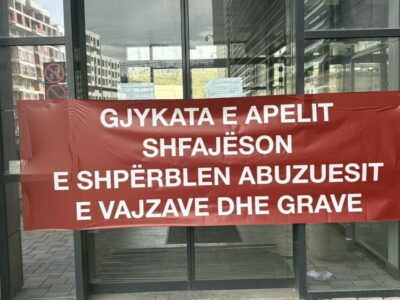 GJYKATA E APELIT
SHFAJËSON
E SHPËRBLEN ABUZUESIT
E VAJZAVE DHE GRAVE